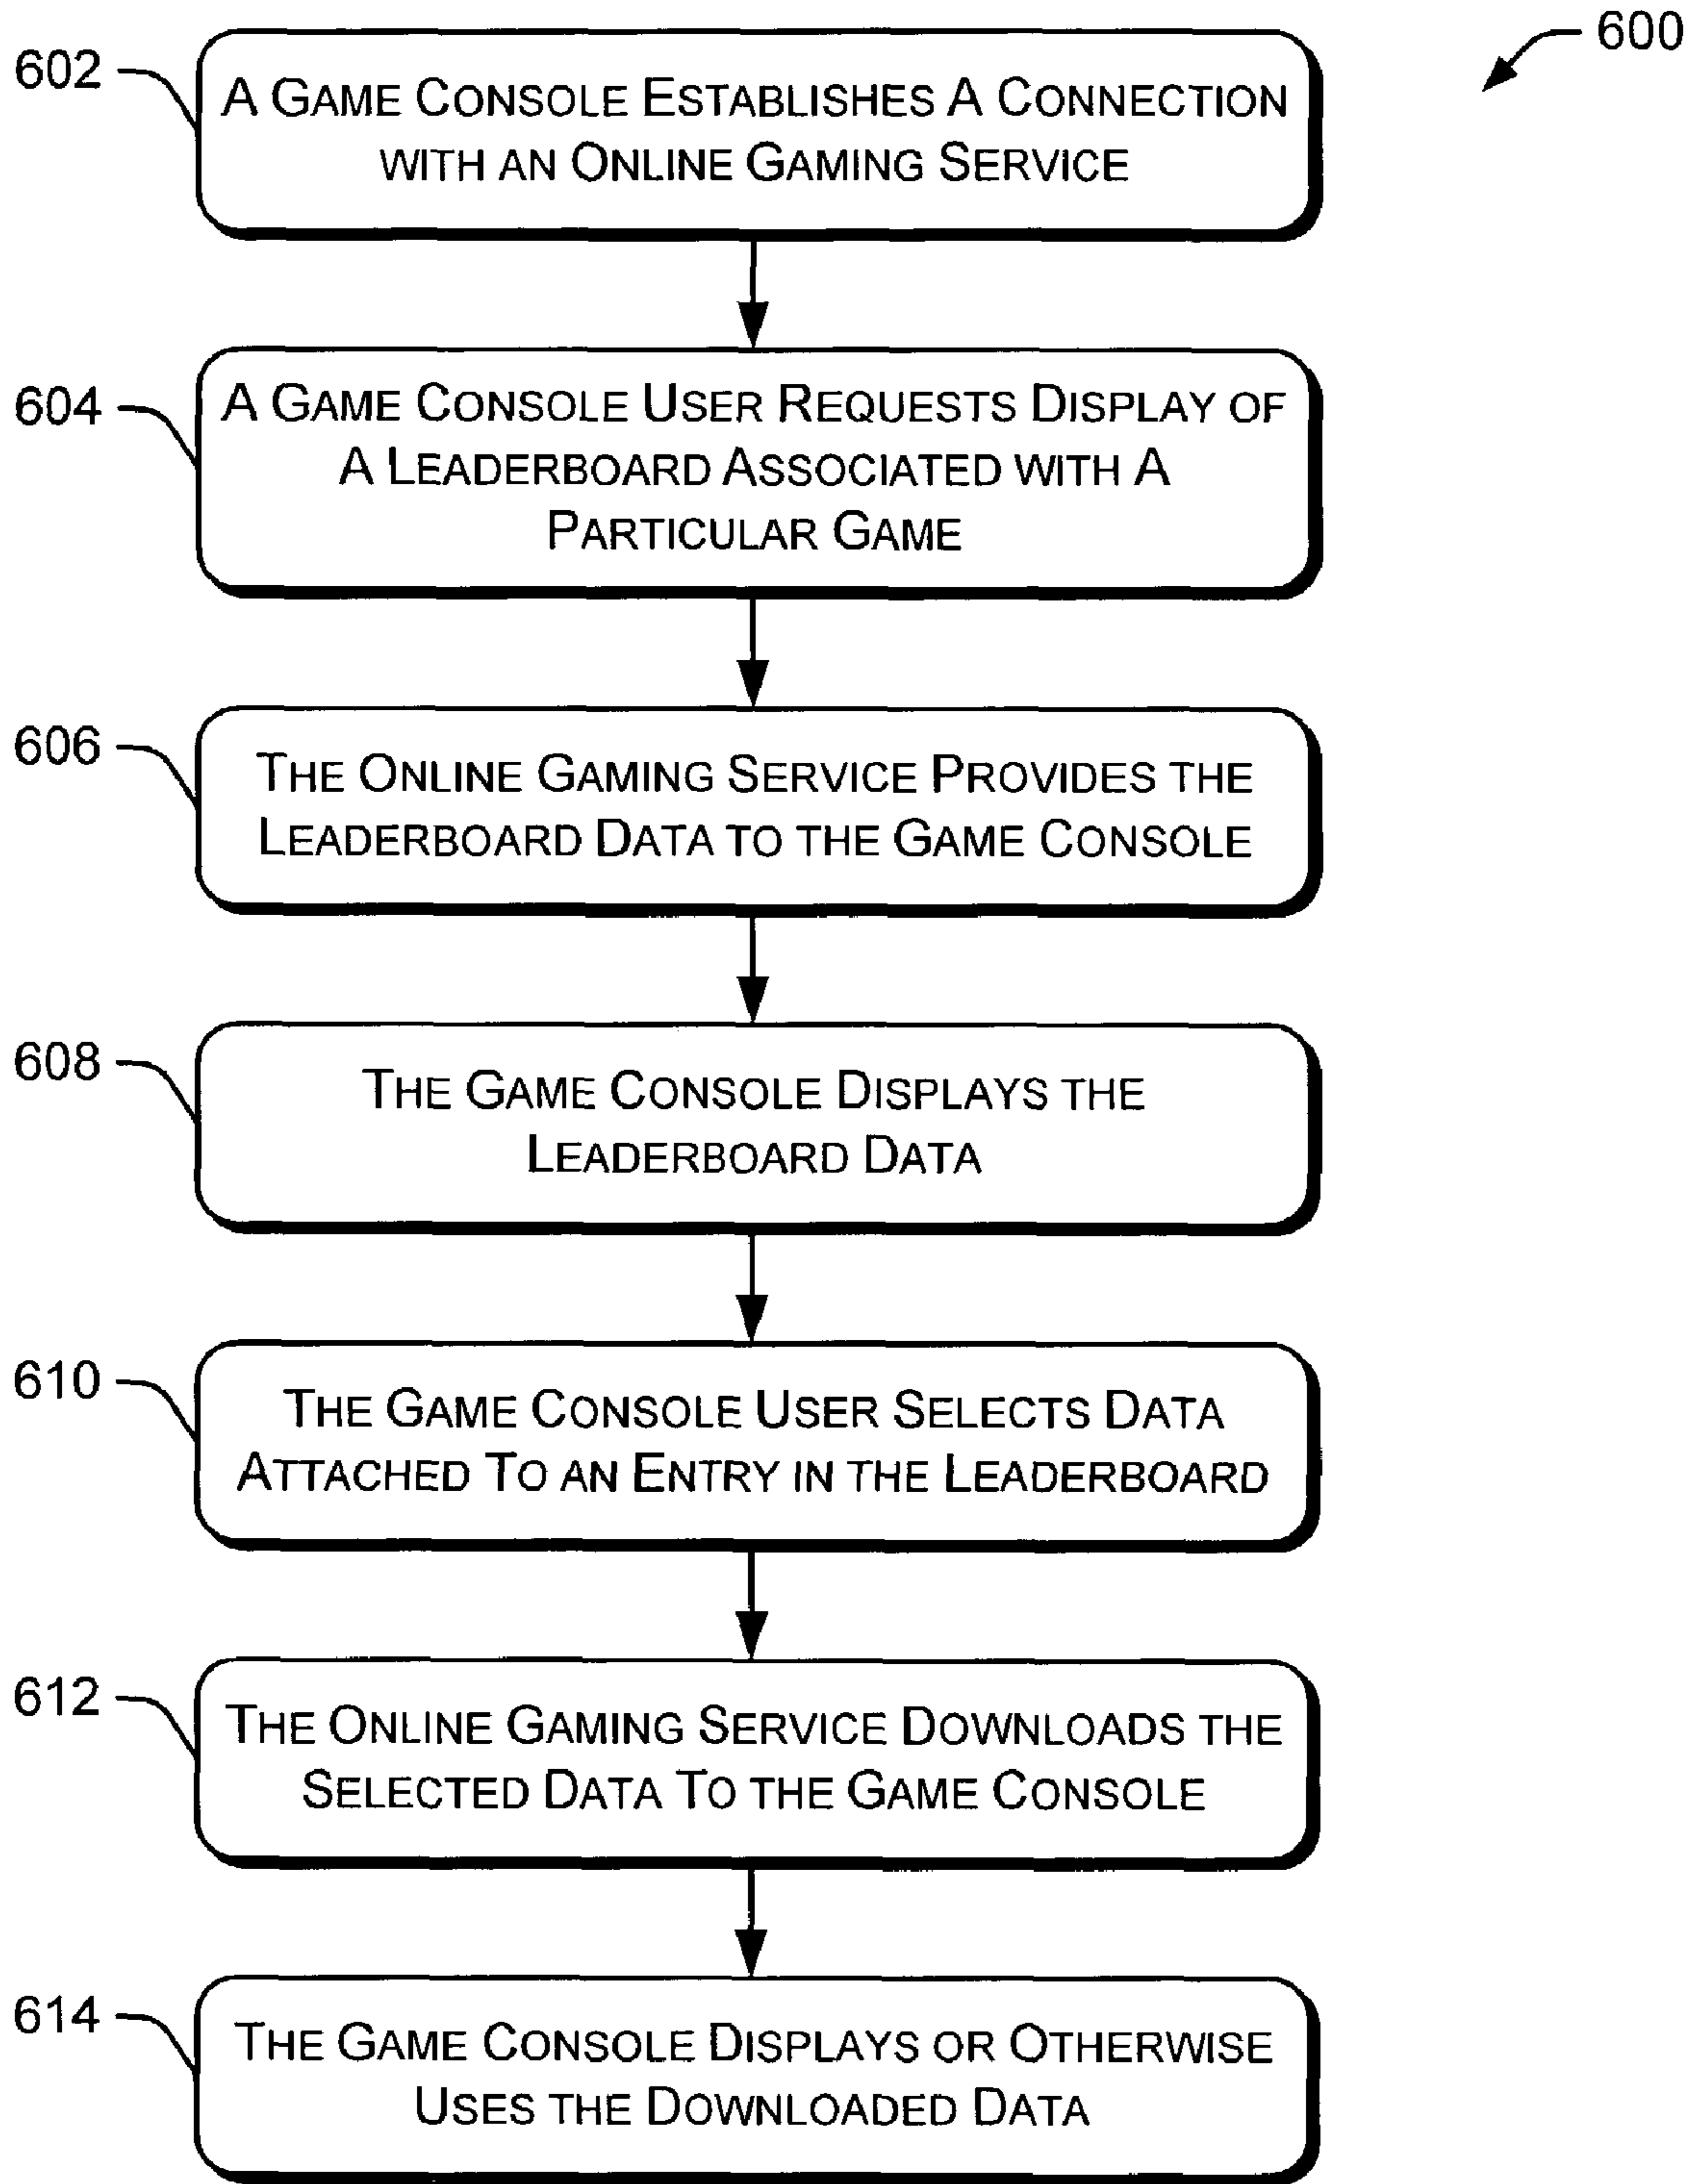 600
602
A GAME CONSOLE ESTABLISHES A CONNECTION
WITH AN ONLINE GAMING SERVICE
604
A GAME CONSOLE USER REQUESTS DISPLAY OF
A LEADERBOARD ASSOCIATED WITH A
PARTICULAR GAME
606
THE ONLINE GAMING SERVICE PROVIDES THE
LEADERBOARD DATA TO THE GAME CONSOLE
608
THE GAME CONSOLE DISPLAYS THE
LEADERBOARD DATA
610
THE GAME CONSOLE USER SELECTS DATA
ATTACHED TO AN ENTRY IN THE LEADERBOARD
612
THE ONLINE GAMING SERVICE DOWNLOADS THE
SELECTED DATA TO THE GAME CONSOLE
614
THE GAME CONSOLE DISPLAYS OR OTHERWISE
USES THE DOWNLOADED DATA